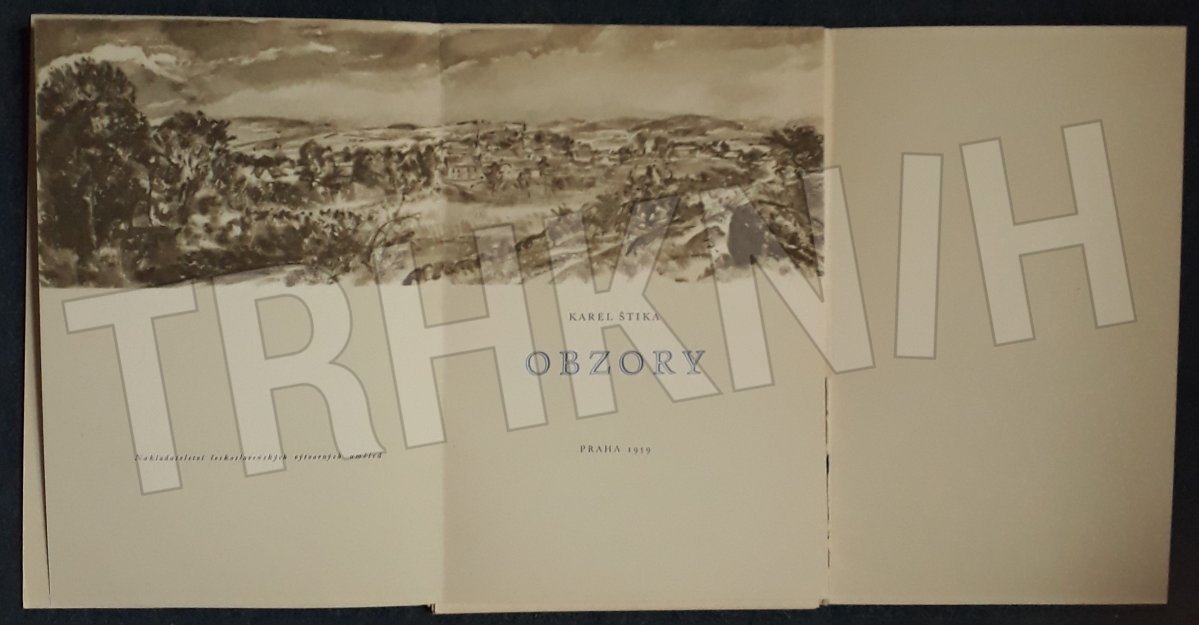 KAREL ŠTIKA
OBZORY
PRAHA 1959
Nakladatelství československých výtvarných umělců
TRHKNIH